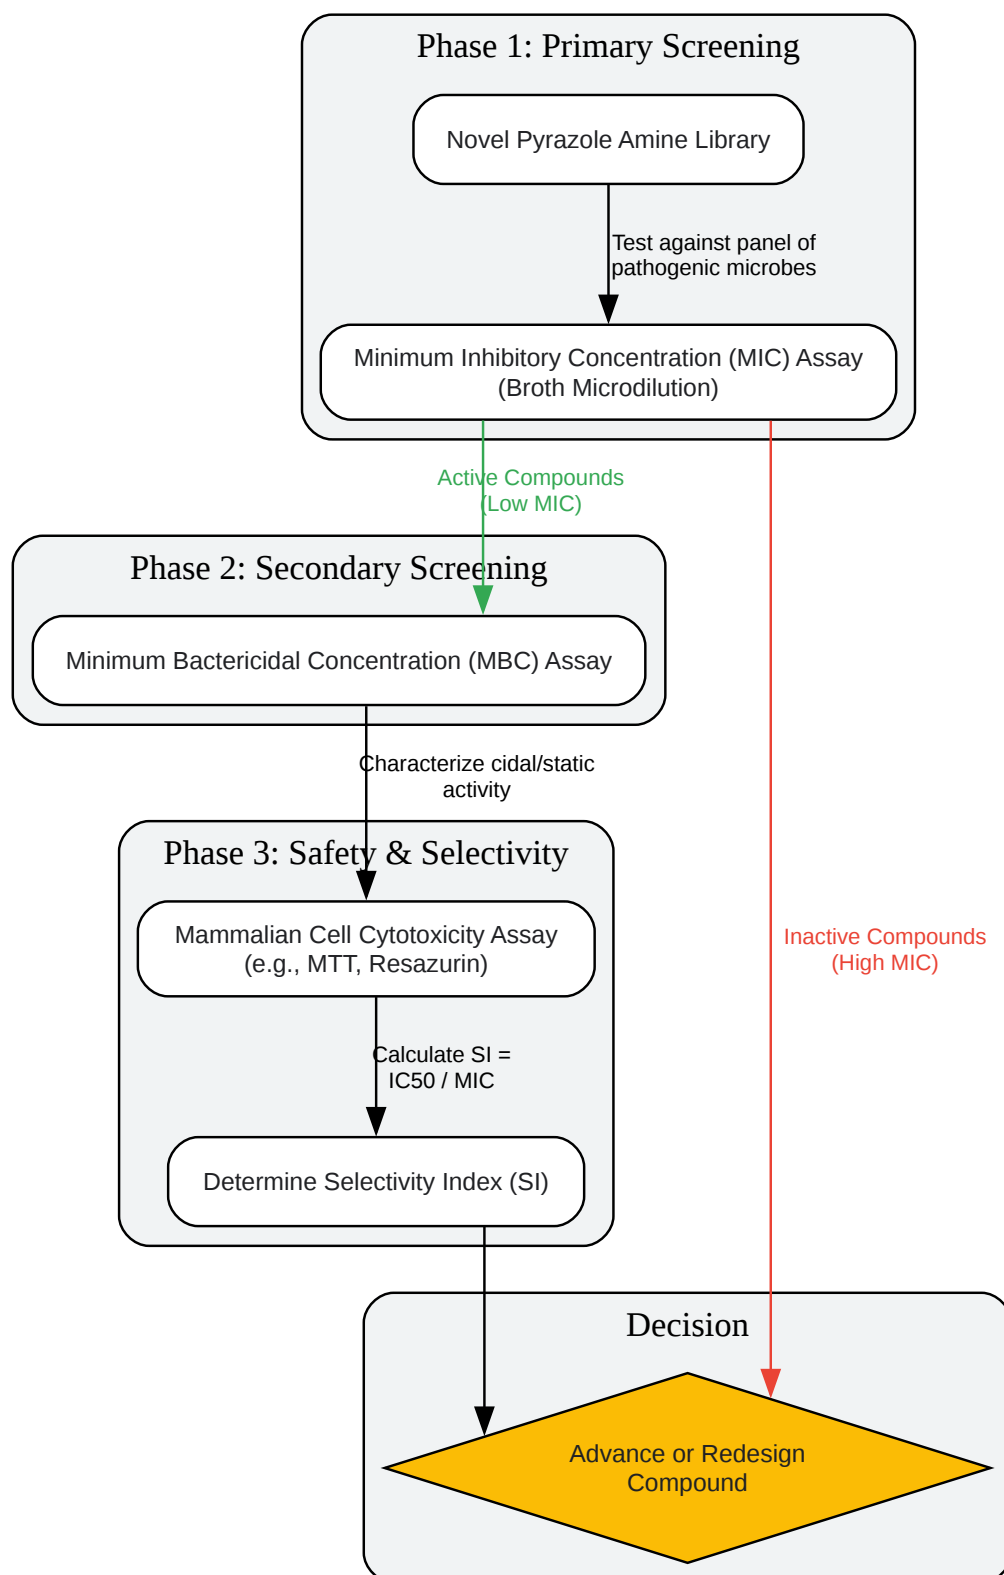 Phase 1: Primary Screening
Novel Pyrazole Amine Library
Test against panel of
pathogenic microbes
Minimum Inhibitory Concentration (MIC) Assay
(Broth Microdilution)
Active Compounds
(Low MIC)
Phase 2: Secondary Screening
Minimum Bactericidal Concentration (MBC) Assay
Characterize cidal/static
activity
Phase 3: Safety & Selectivity
Mammalian Cell Cytotoxicity Assay
(e.g., MTT, Resazurin)
Inactive Compounds
(High MIC)
Calculate SI =
IC50 / MIC
Determine Selectivity Index (SI)
Decision
Advance or Redesign
Compound